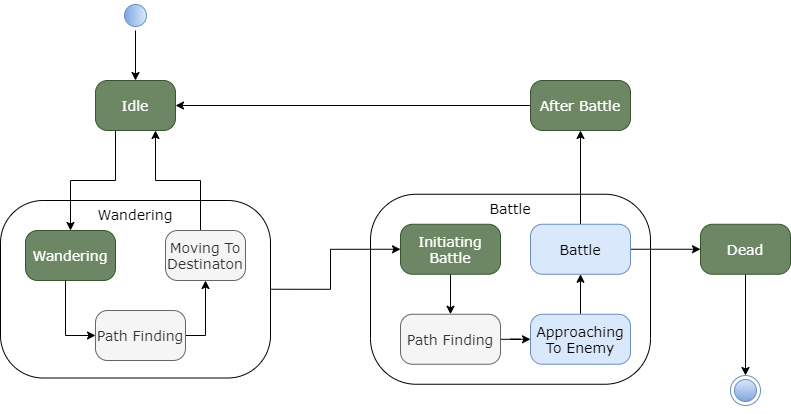 Idle
After Battle
Wandering
Wandering
Moving To
Destinaton
Path Finding
Battle
Initiating
Battle
Battle
Path Finding
Approaching
To Enemy
Dead